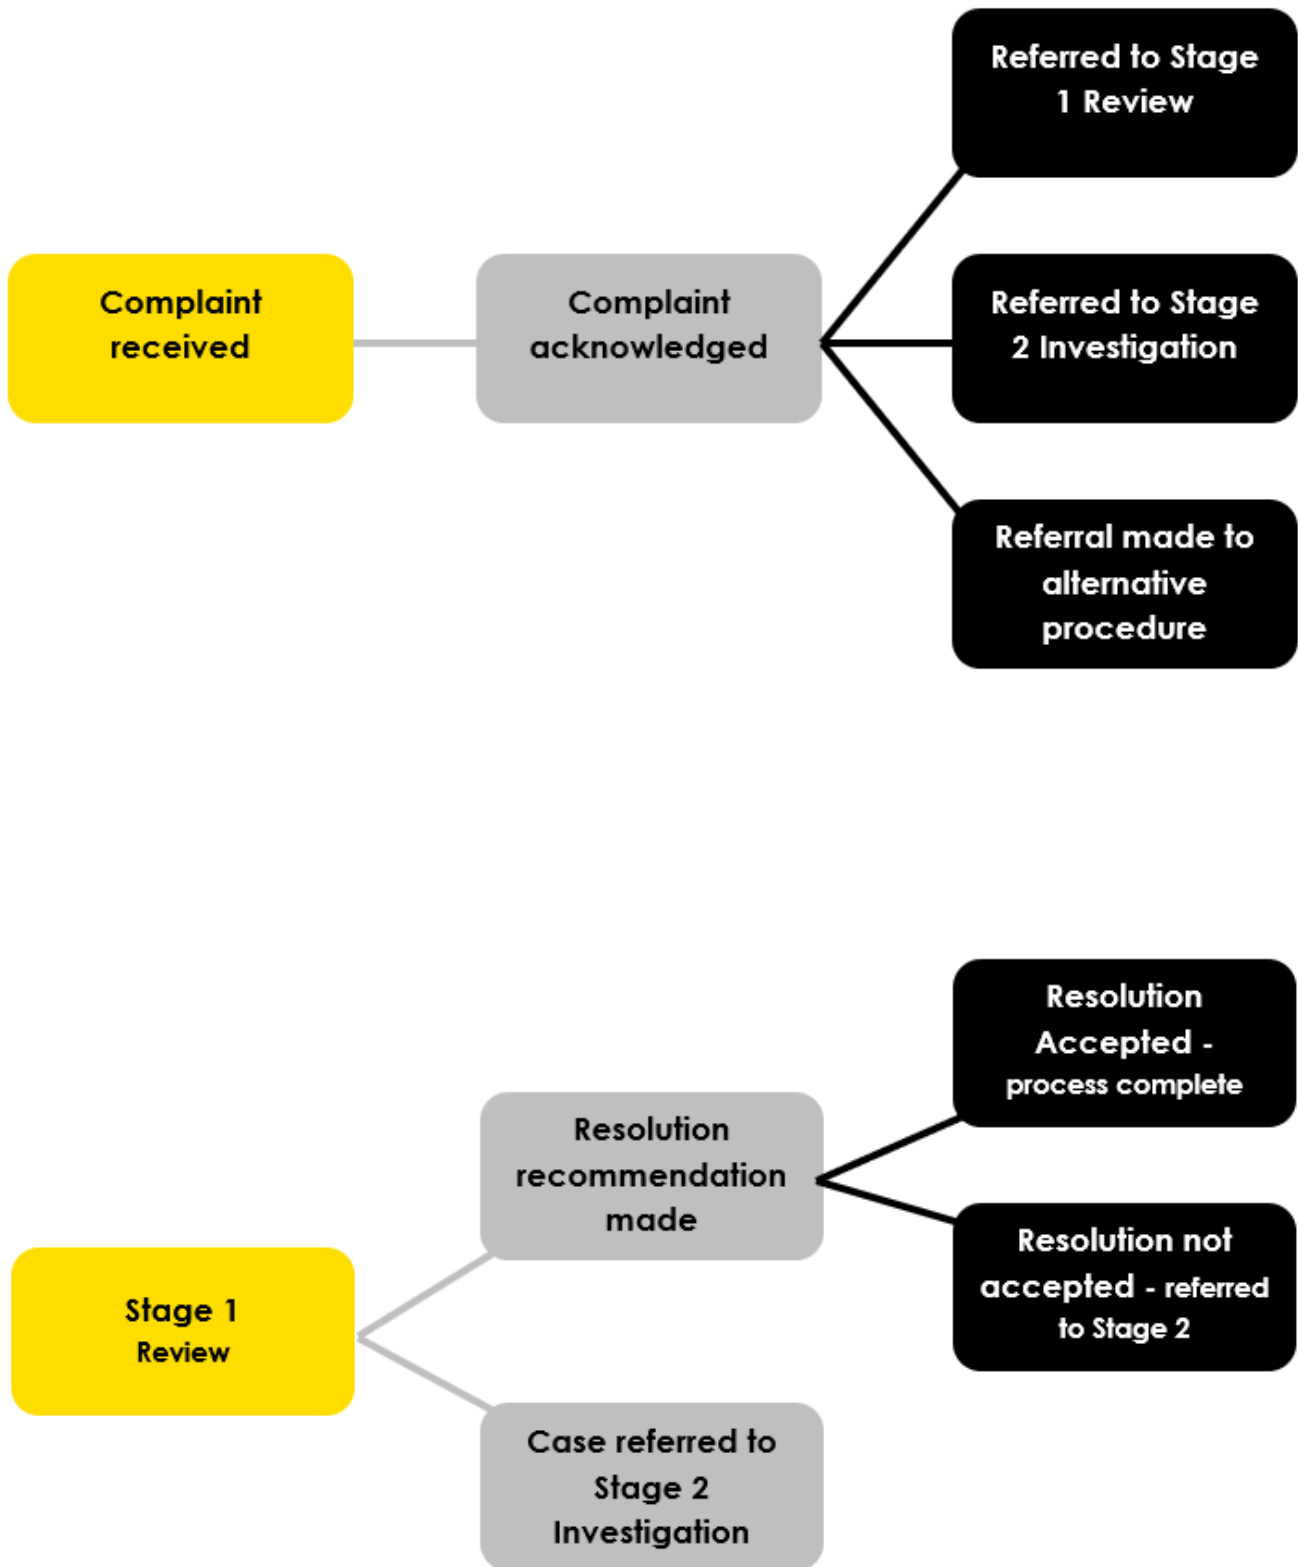 Complaint
received
Complaint
acknowledged
Referred to Stage
1 Review
Referred to Stage
2 Investigation
Referral made to
alternative
procedure
Stage 1
Review
Resolution
recommendation
made
Case referred to
Stage 2
Investigation
Resolution
Accepted -
process complete
Resolution not
accepted - referred
to Stage 2